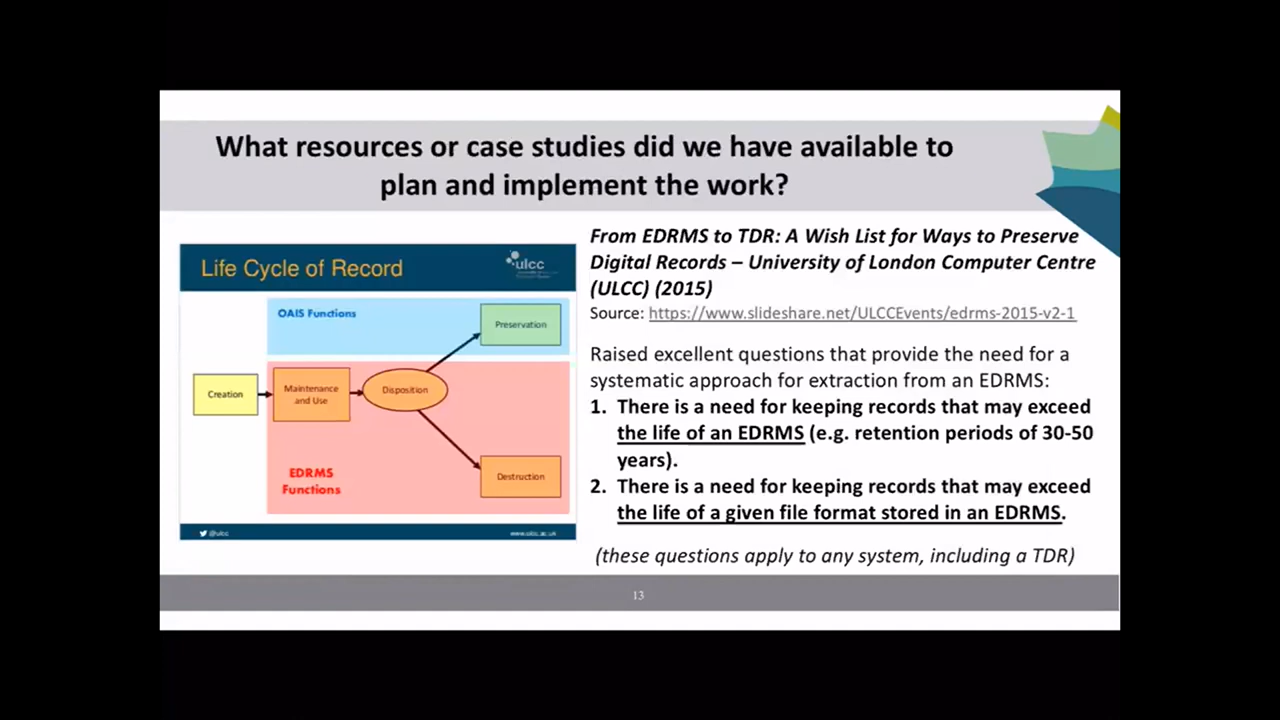 What resources or case studies did we have available to
plan and implement the work?
Life Cycle of Record
ulcc
OAIS Functions
Preservation
Creation
Maintenance
and Use
Disposition
EDRMS
Functions
Destruction
@ulcc
www.ulcc.ac.uk
From EDRMS to TDR: A Wish List for Ways to Preserve
Digital Records – University of London Computer Centre
(ULCC) (2015)
Source: https://www.slideshare.net/ULCCEvents/edrms-2015-v2-1
Raised excellent questions that provide the need for a
systematic approach for extraction from an EDRMS:
1. There is a need for keeping records that may exceed
the life of an EDRMS (e.g. retention periods of 30-50
years).
2. There is a need for keeping records that may exceed
the life of a given file format stored in an EDRMS.
(these questions apply to any system, including a TDR)
13